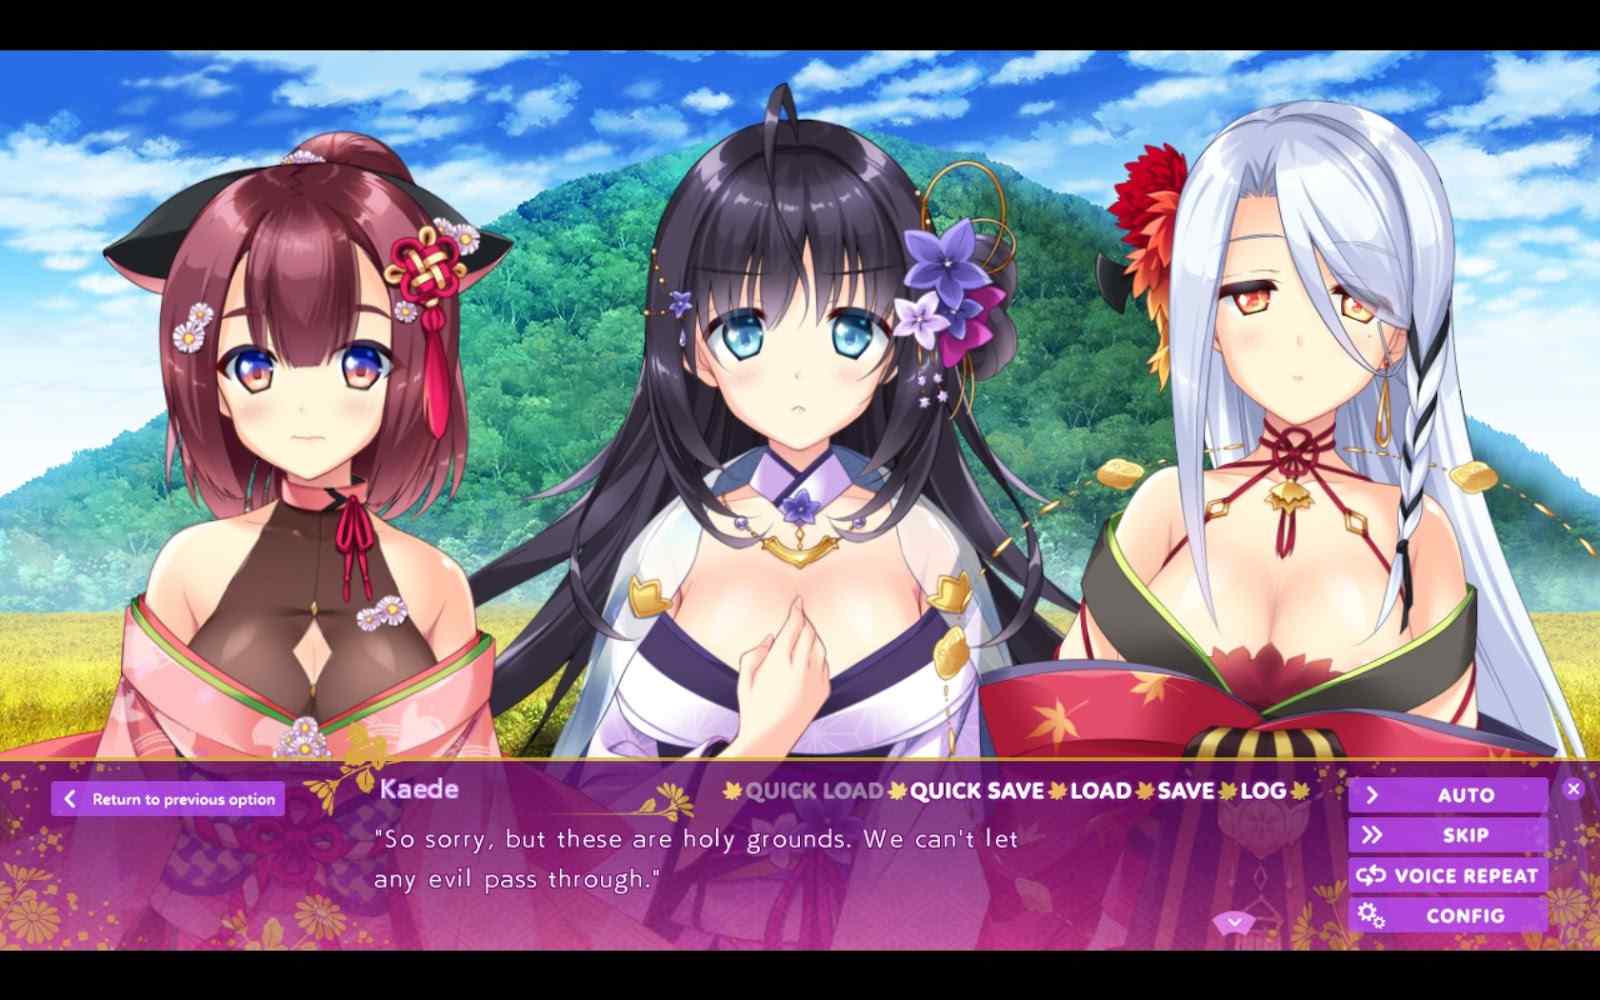 Return to previous option
Kaede
QUICK LOAD QUICK SAVE LOAD SAVE LOG
"So sorry, but these are holy grounds. We can't let
any evil pass through."
AUTO
SKIP
VOICE REPEAT
CONFIG